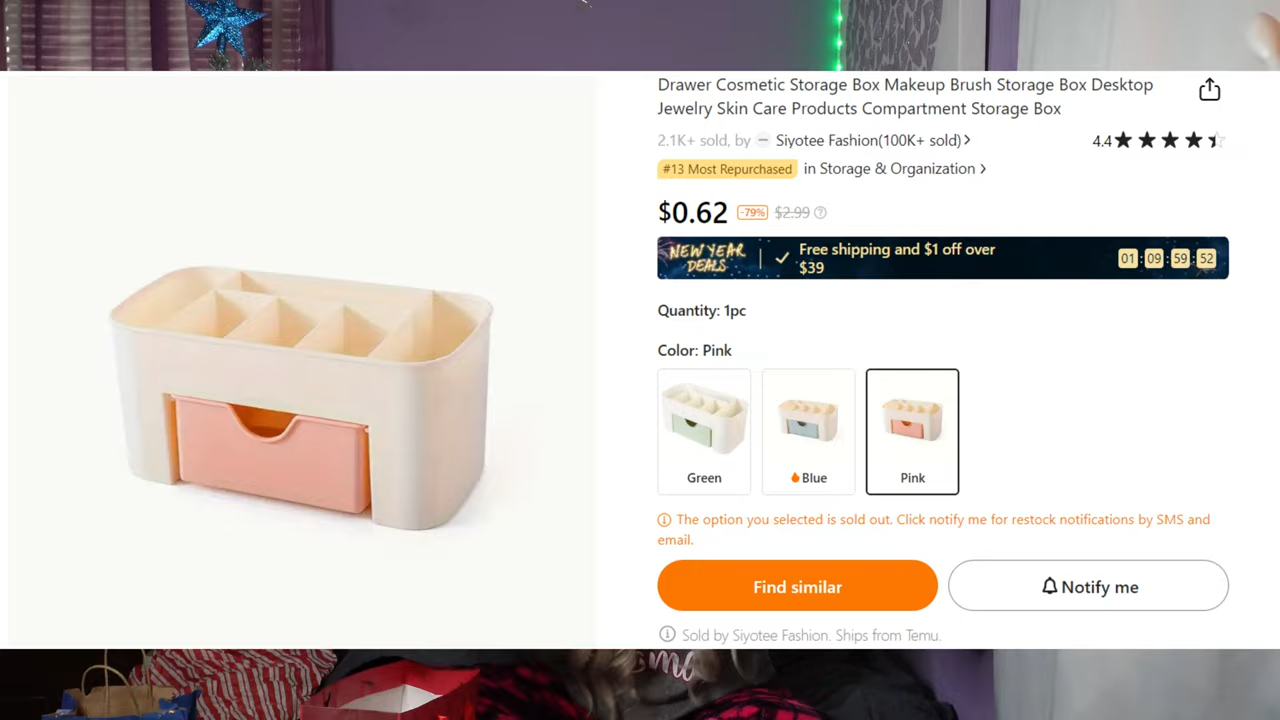 Drawer Cosmetic Storage Box Makeup Brush Storage Box Desktop
Jewelry Skin Care Products Compartment Storage Box
2.1K+ sold, by Siyotee Fashion(100K+ sold)
4.4
#13 Most Repurchased in Storage & Organization
$0.62 -79% $2.99
NEW YEAR
DEALS
Free shipping and $1 off over
$39
01:09:59:52
Quantity: 1pc
Color: Pink
Green
Blue
Pink
The option you selected is sold out. Click notify me for restock notifications by SMS and
email.
Find similar
Notify me
Sold by Siyotee Fashion. Ships from Temu.